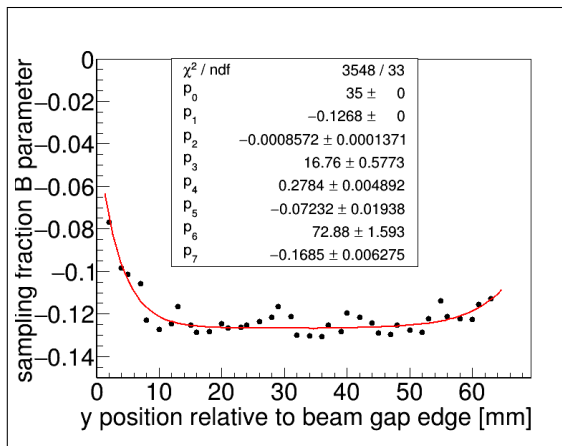 χ² / ndf 3548 / 33
p₀ 35 ± 0
p₁ −0.1268 ± 0
p₂ −0.0008572 ± 0.0001371
p₃ 16.76 ± 0.5773
p₄ 0.2784 ± 0.004892
p₅ −0.07232 ± 0.01938
p₆ 72.88 ± 1.593
p₇ −0.1685 ± 0.006275
sampling fraction B parameter
0
−0.02
−0.04
−0.06
−0.08
−0.1
−0.12
−0.14
0 10 20 30 40 50 60
y position relative to beam gap edge [mm]